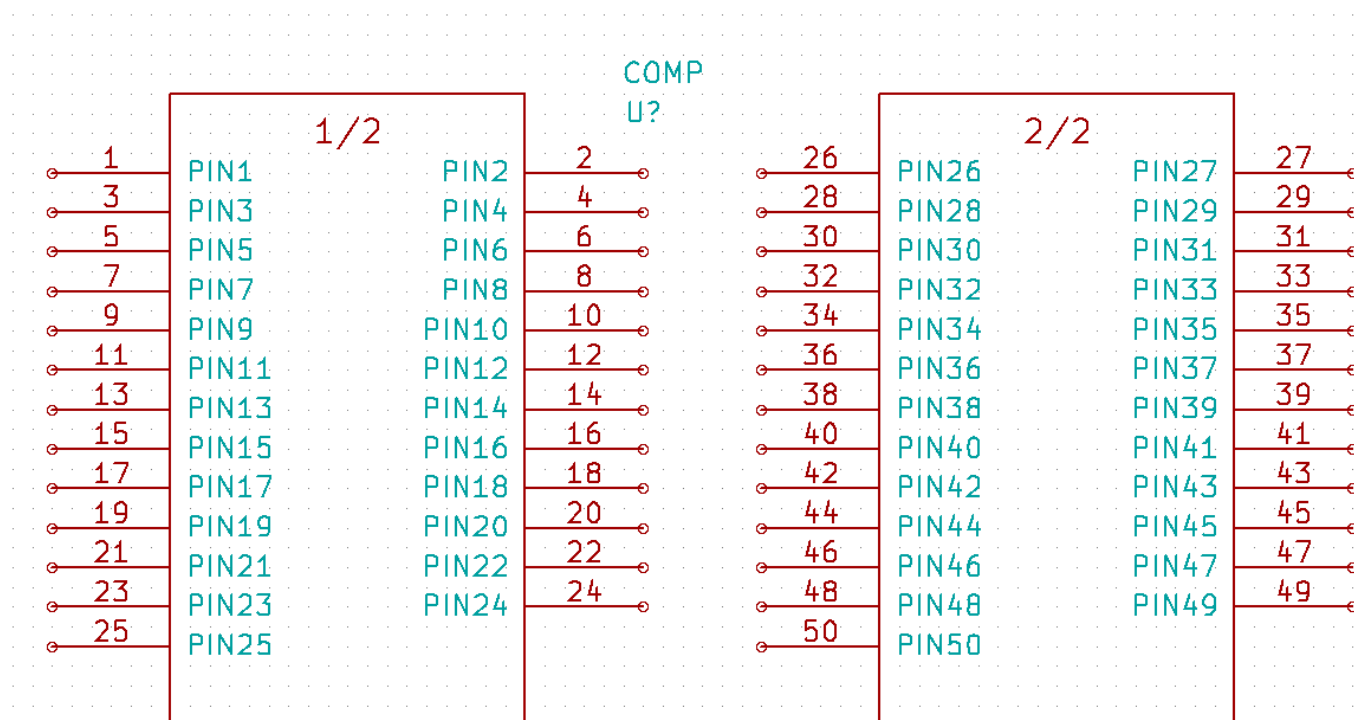 COMP
U?
1/2 2/2
1 PIN1 PIN2 2 26 PIN26 PIN27 27
3 PIN3 PIN4 4 28 PIN28 PIN29 29
5 PIN5 PIN6 6 30 PIN30 PIN31 31
7 PIN7 PIN8 8 32 PIN32 PIN33 33
9 PIN9 PIN10 10 34 PIN34 PIN35 35
11 PIN11 PIN12 12 36 PIN36 PIN37 37
13 PIN13 PIN14 14 38 PIN38 PIN39 39
15 PIN15 PIN16 16 40 PIN40 PIN41 41
17 PIN17 PIN18 18 42 PIN42 PIN43 43
19 PIN19 PIN20 20 44 PIN44 PIN45 45
21 PIN21 PIN22 22 46 PIN46 PIN47 47
23 PIN23 PIN24 24 48 PIN48 PIN49 49
25 PIN25 50 PIN50